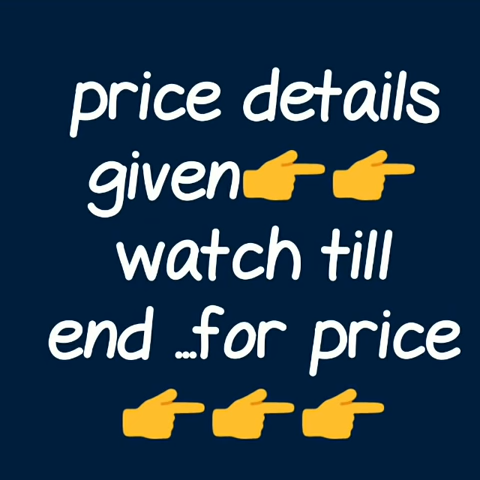 price details
given👉👉
watch till
end ...for price
👉👉👉